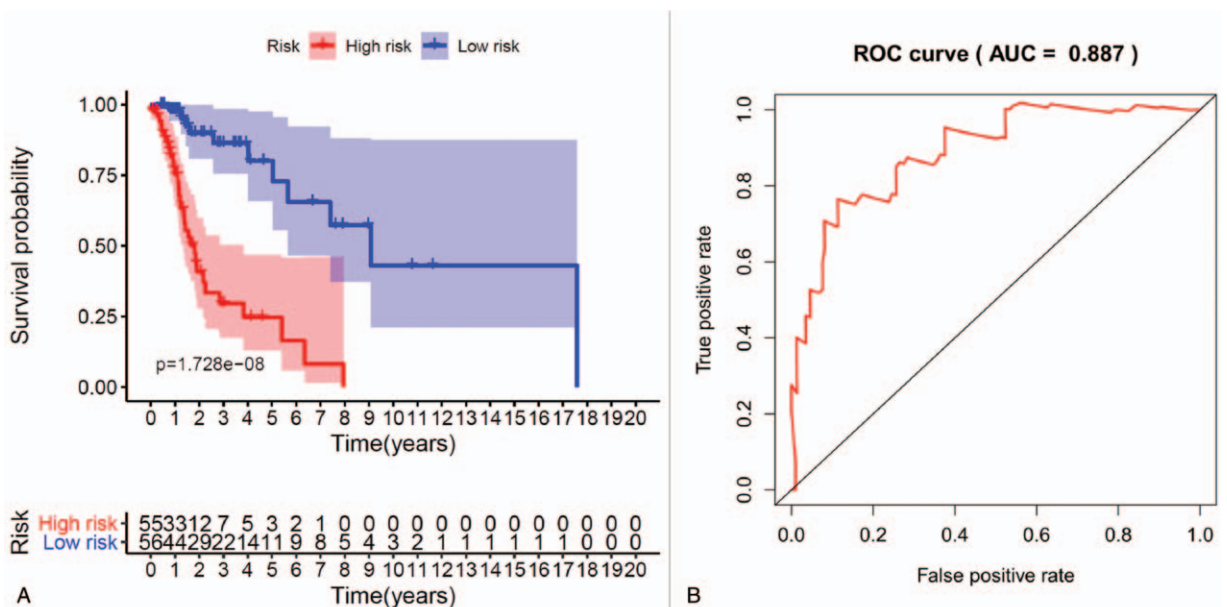 Risk High risk Low risk
Survival probability
1.00
0.75
0.50
0.25
0.00
p=1.728e−08
0 1 2 3 4 5 6 7 8 9 10 11 12 13 14 15 16 17 18 19 20
Time(years)
Risk
High risk 55 33 12 7 5 3 2 1 0 0 0 0 0 0 0 0 0 0 0 0 0
Low risk 56 44 29 22 14 11 9 8 5 4 3 2 1 1 1 1 1 1 0 0 0
0 1 2 3 4 5 6 7 8 9 10 11 12 13 14 15 16 17 18 19 20
Time(years)
A
ROC curve ( AUC = 0.887 )
True positive rate
1.0
0.8
0.6
0.4
0.2
0.0
0.0 0.2 0.4 0.6 0.8 1.0
False positive rate
B